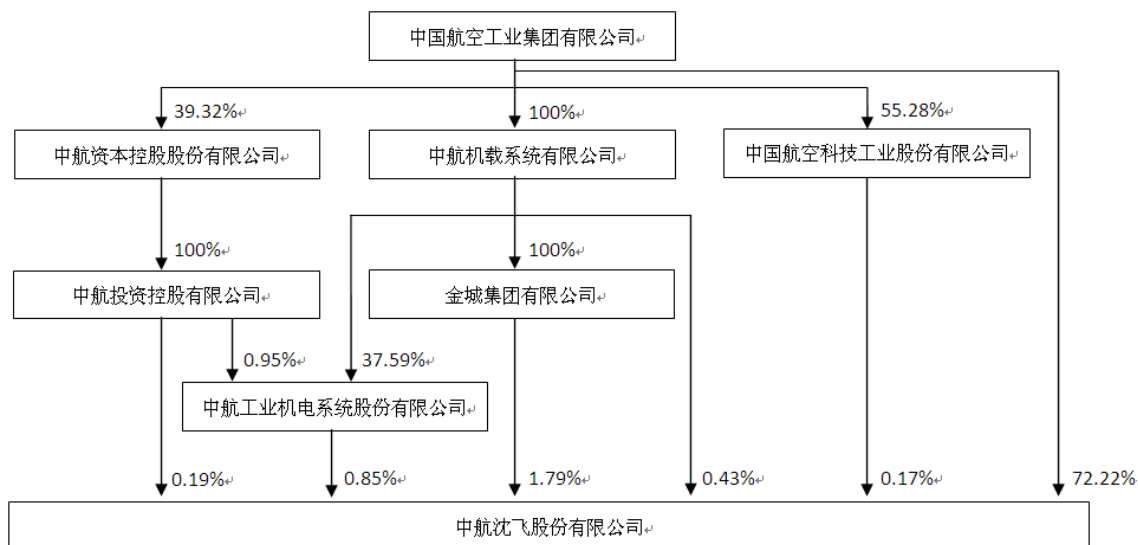 中国航空工业集团有限公司
39.32%
100%
55.28%
中航资本控股股份有限公司
中航机载系统有限公司
中国航空科技工业股份有限公司
100%
100%
中航投资控股有限公司
金城集团有限公司
0.95%
37.59%
中航工业机电系统股份有限公司
0.19%
0.85%
1.79%
0.43%
0.17%
72.22%
中航沈飞股份有限公司